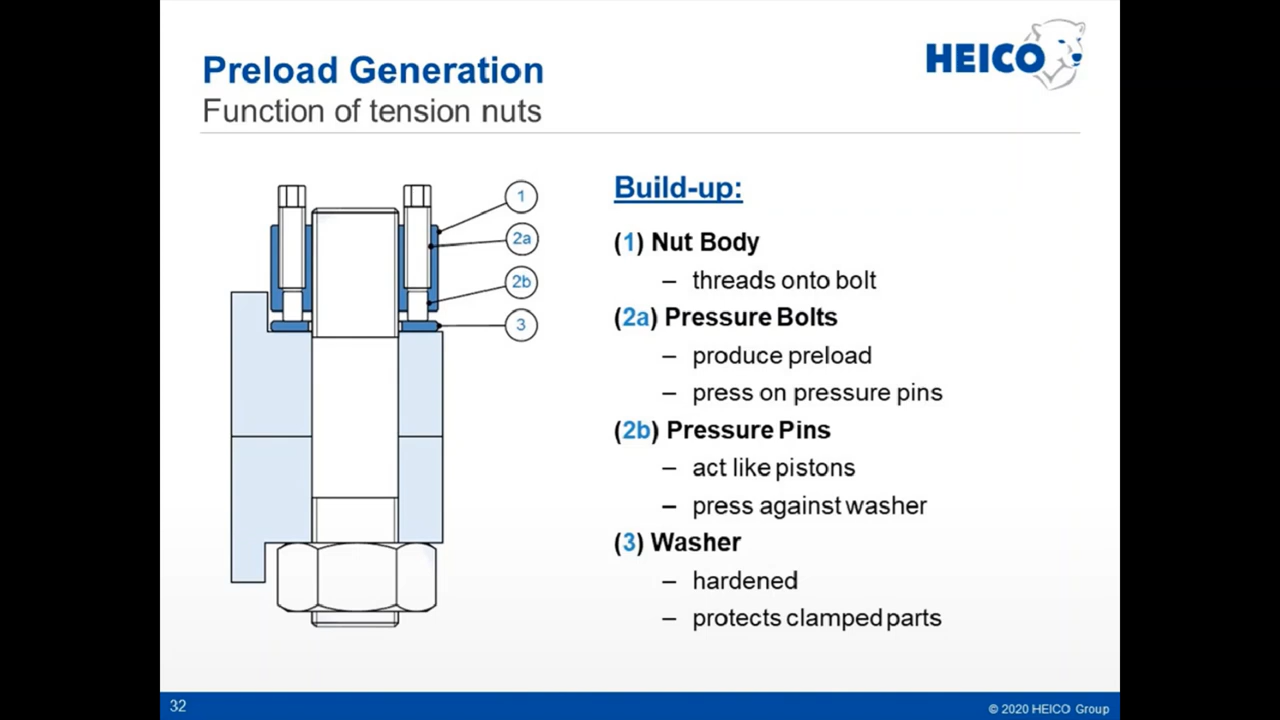 Preload Generation
Function of tension nuts
HEICO
1
2a
2b
3
Build-up:
(1) Nut Body
– threads onto bolt
(2a) Pressure Bolts
– produce preload
– press on pressure pins
(2b) Pressure Pins
– act like pistons
– press against washer
(3) Washer
– hardened
– protects clamped parts
32
© 2020 HEICO Group